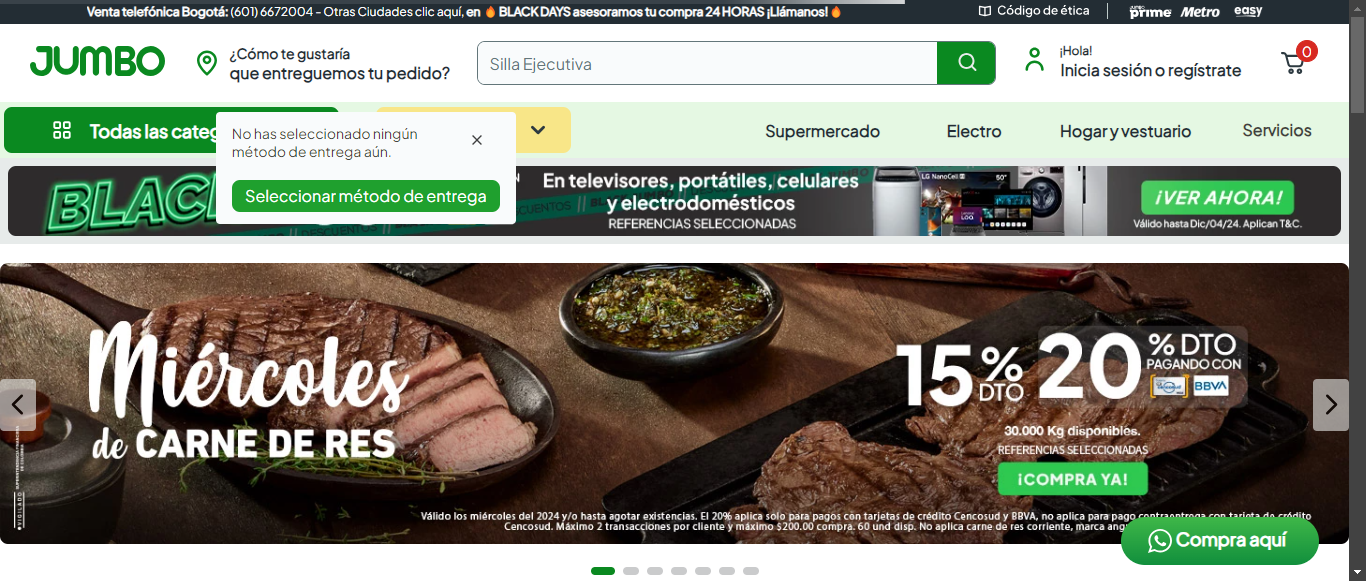 Venta telefónica Bogotá: (601) 6672004 - Otras Ciudades clic aquí, en 🔥 BLACK DAYS asesoramos tu compra 24 HORAS ¡Llámanos!🔥
Código de ética
JUMBO prime
Metro
easy
JUMBO
¿Cómo te gustaría
que entreguemos tu pedido?
Silla Ejecutiva
¡Hola!
Inicia sesión o regístrate
0
Todas las categ
No has seleccionado ningún
método de entrega aún.
Seleccionar método de entrega
Supermercado
Electro
Hogar y vestuario
Servicios
BLAC
En televisores, portátiles, celulares
y electrodomésticos
REFERENCIAS SELECCIONADAS
LG NanoCell
50"
¡VER AHORA!
Válido hasta Dic/04/24. Aplican T&C.
Miércoles
de CARNE DE RES
15% DTO
20% DTO
PAGANDO CON
BBVA
30.000 Kg disponibles.
REFERENCIAS SELECCIONADAS
¡COMPRA YA!
VIGILADO
Válido los miércoles del 2024 y/o hasta agotar existencias. El 20% aplica solo para pagos con tarjetas de crédito Cencosud y BBVA, no aplica para pago contraentrega con tarjeta de crédito
Cencosud. Máximo 2 transacciones por cliente y máximo $200.00 compra. 60 und disp. No aplica carne de res corriente, marca ang
Compra aquí